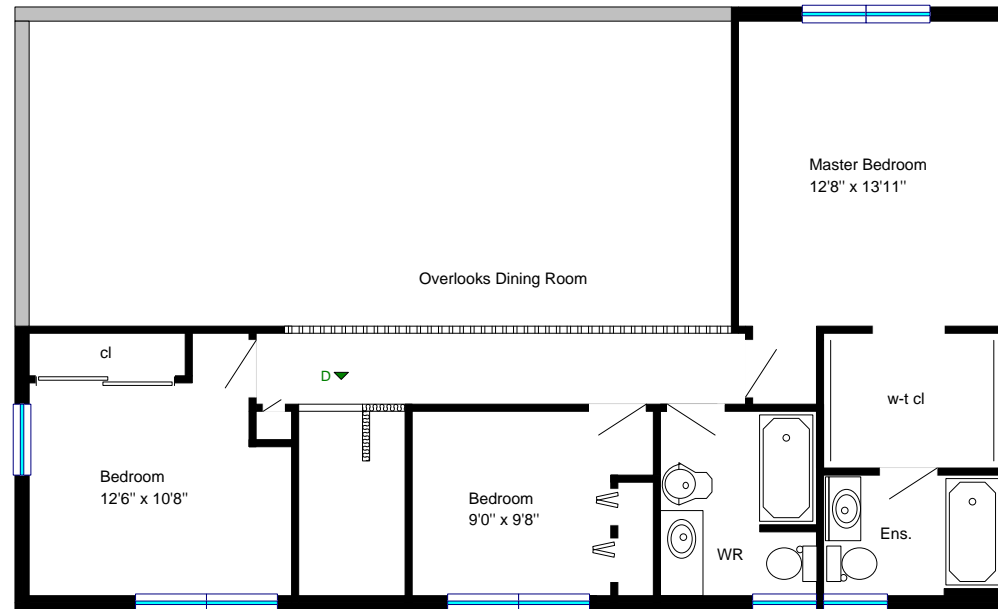 Master Bedroom
12'8" x 13'11"
Overlooks Dining Room
cl
D
w-t cl
Bedroom
12'6" x 10'8"
Bedroom
9'0" x 9'8"
WR
Ens.